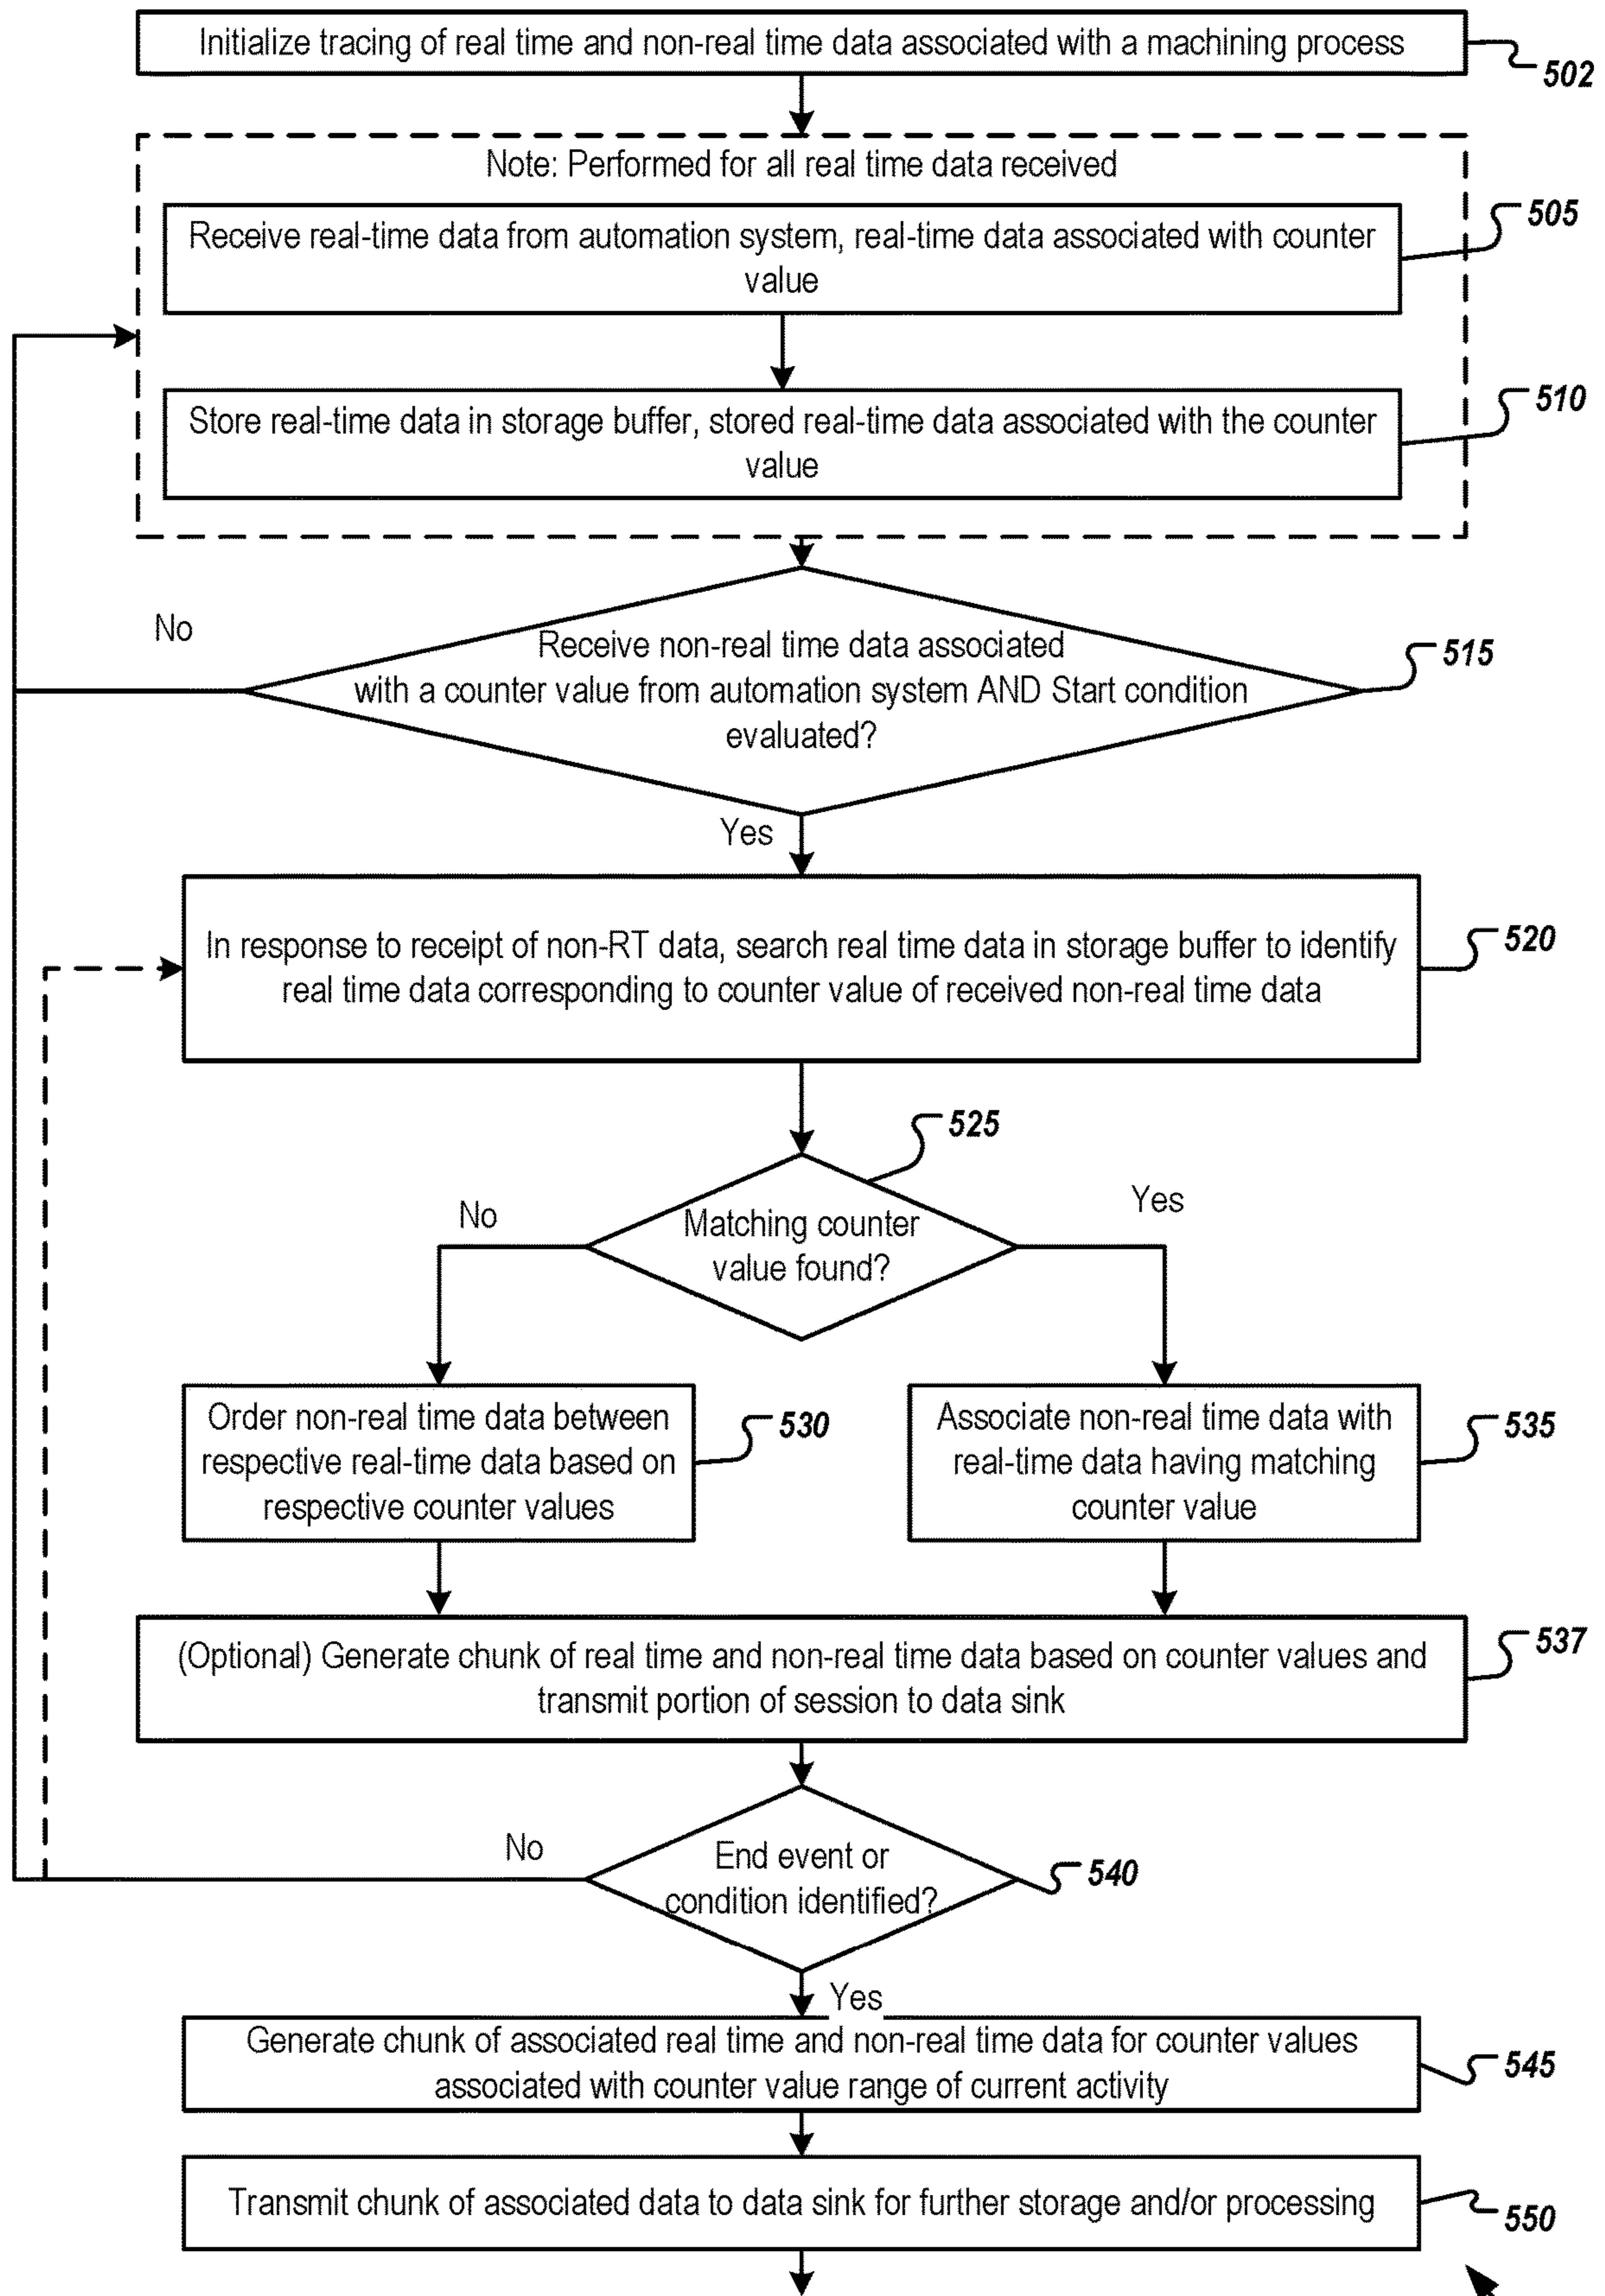 Initialize tracing of real time and non-real time data associated with a machining process
502
Note: Performed for all real time data received
505
Receive real-time data from automation system, real-time data associated with counter
value
510
Store real-time data in storage buffer, stored real-time data associated with the counter
value
No
515
Receive non-real time data associated
with a counter value from automation system AND Start condition
evaluated?
Yes
520
In response to receipt of non-RT data, search real time data in storage buffer to identify
real time data corresponding to counter value of received non-real time data
525
No
Yes
Matching counter
value found?
Order non-real time data between
respective real-time data based on
respective counter values
530
Associate non-real time data with
real-time data having matching
counter value
535
537
(Optional) Generate chunk of real time and non-real time data based on counter values and
transmit portion of session to data sink
No
End event or
condition identified?
540
Yes
Generate chunk of associated real time and non-real time data for counter values
associated with counter value range of current activity
545
Transmit chunk of associated data to data sink for further storage and/or processing
550